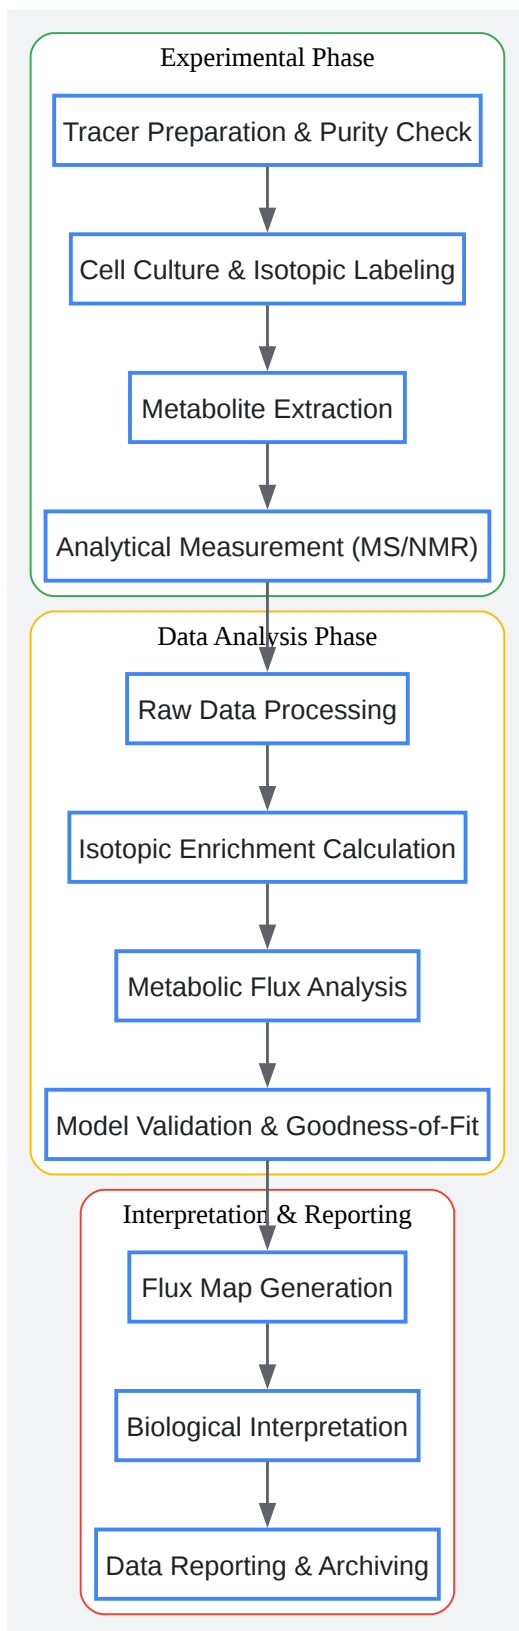 Experimental Phase
Tracer Preparation & Purity Check
Cell Culture & Isotopic Labeling
Metabolite Extraction
Analytical Measurement (MS/NMR)
Data Analysis Phase
Raw Data Processing
Isotopic Enrichment Calculation
Metabolic Flux Analysis
Model Validation & Goodness-of-Fit
Interpretation & Reporting
Flux Map Generation
Biological Interpretation
Data Reporting & Archiving